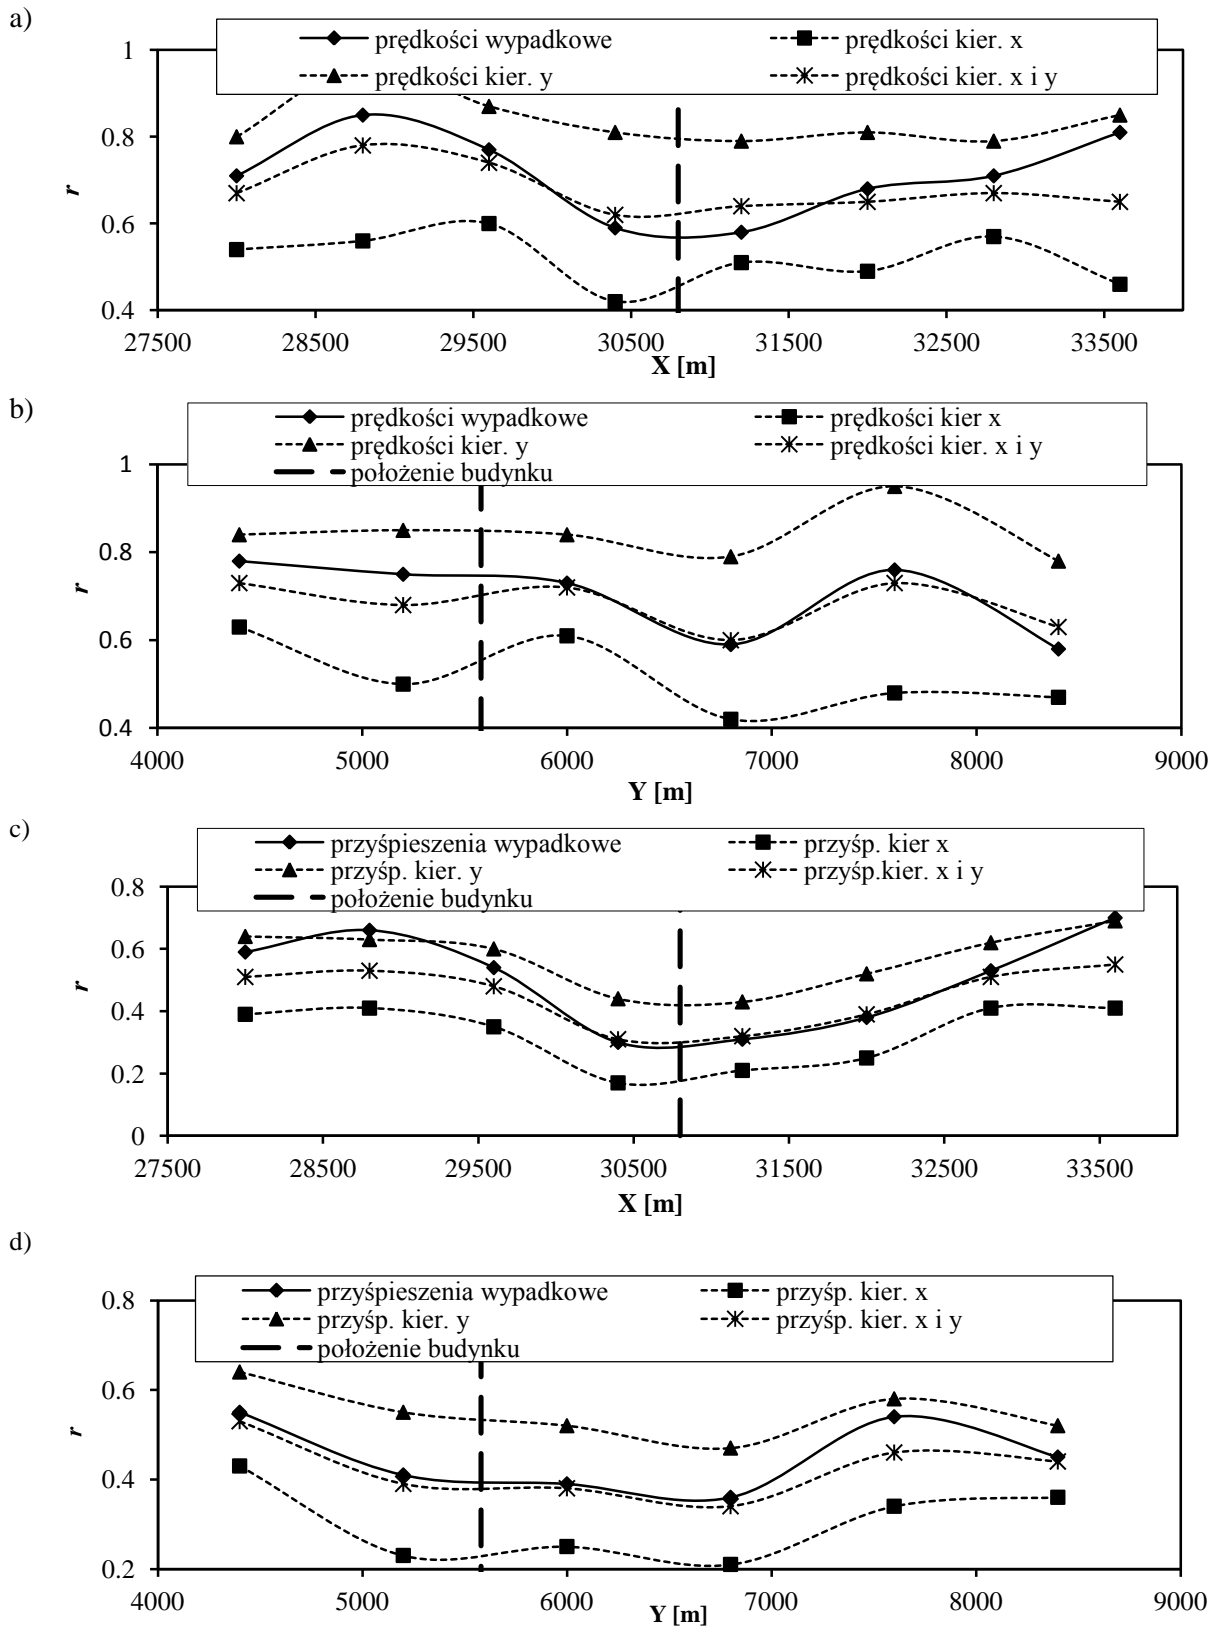 a)
prędkości wypadkowe prędkości kier. x
prędkości kier. y prędkości kier. x i y
1
0.8
0.6
0.4
r
27500 28500 29500 30500 31500 32500 33500
X [m]
b)
prędkości wypadkowe prędkości kier x
prędkości kier. y prędkości kier. x i y
położenie budynku
1
0.8
0.6
0.4
r
4000 5000 6000 7000 8000 9000
Y [m]
c)
przyśpieszenia wypadkowe przyśp. kier x
przyśp. kier. y przyśp.kier. x i y
położenie budynku
0.8
0.6
0.4
0.2
0
r
27500 28500 29500 30500 31500 32500 33500
X [m]
d)
przyśpieszenia wypadkowe przyśp. kier. x
przyśp. kier. y przyśp. kier. x i y
położenie budynku
0.8
0.6
0.4
0.2
r
4000 5000 6000 7000 8000 9000
Y [m]